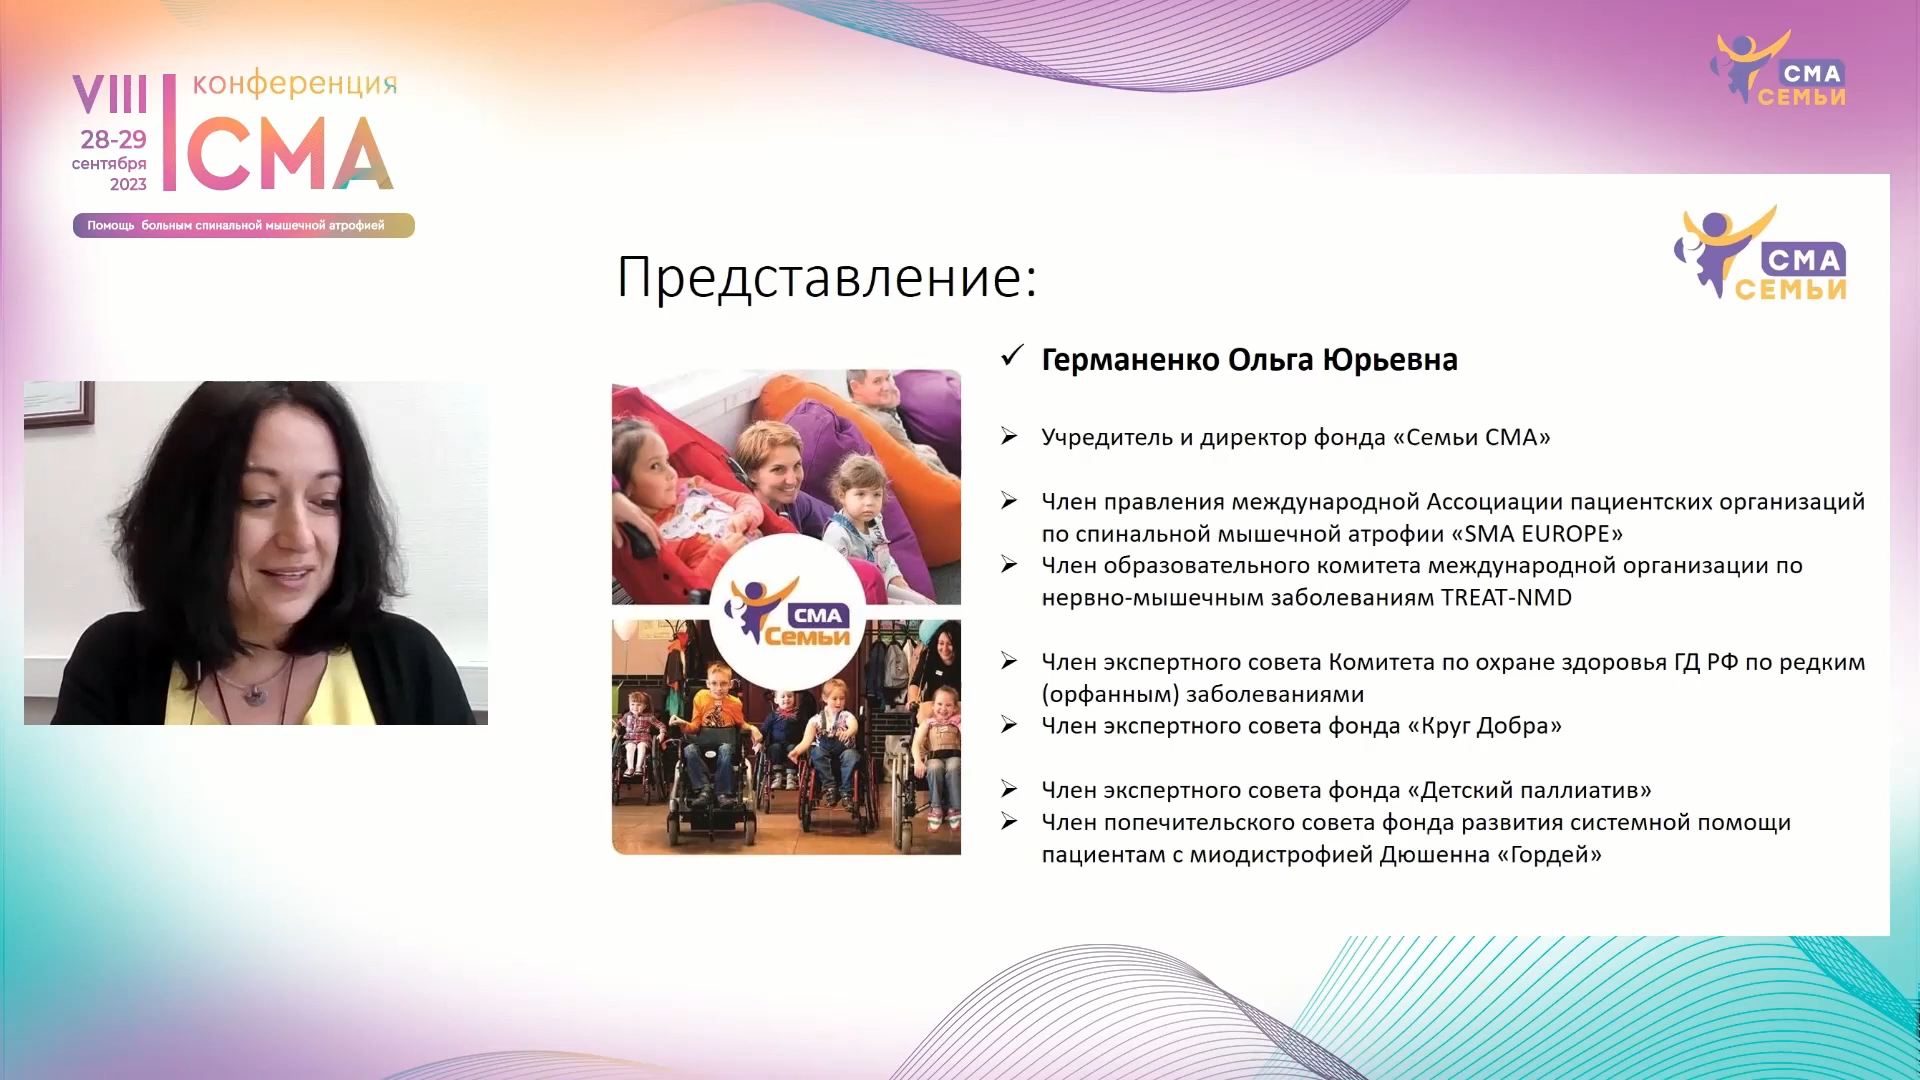 VIII
28-29
сентября
2023
конференция
СМА
Помощь больным спинальной мышечной атрофией
СМА
СЕМЬИ
СМА
СЕМЬИ
Представление:
Германенко Ольга Юрьевна
Учредитель и директор фонда «Семьи СМА»
Член правления международной Ассоциации пациентских организаций
по спинальной мышечной атрофии «SMA EUROPE»
Член образовательного комитета международной организации по
нервно-мышечным заболеваниям TREAT-NMD
Член экспертного совета Комитета по охране здоровья ГД РФ по редким
(орфанным) заболеваниями
Член экспертного совета фонда «Круг Добра»
Член экспертного совета фонда «Детский паллиатив»
Член попечительского совета фонда развития системной помощи
пациентам с миодистрофией Дюшенна «Гордей»
СМА
Семьи